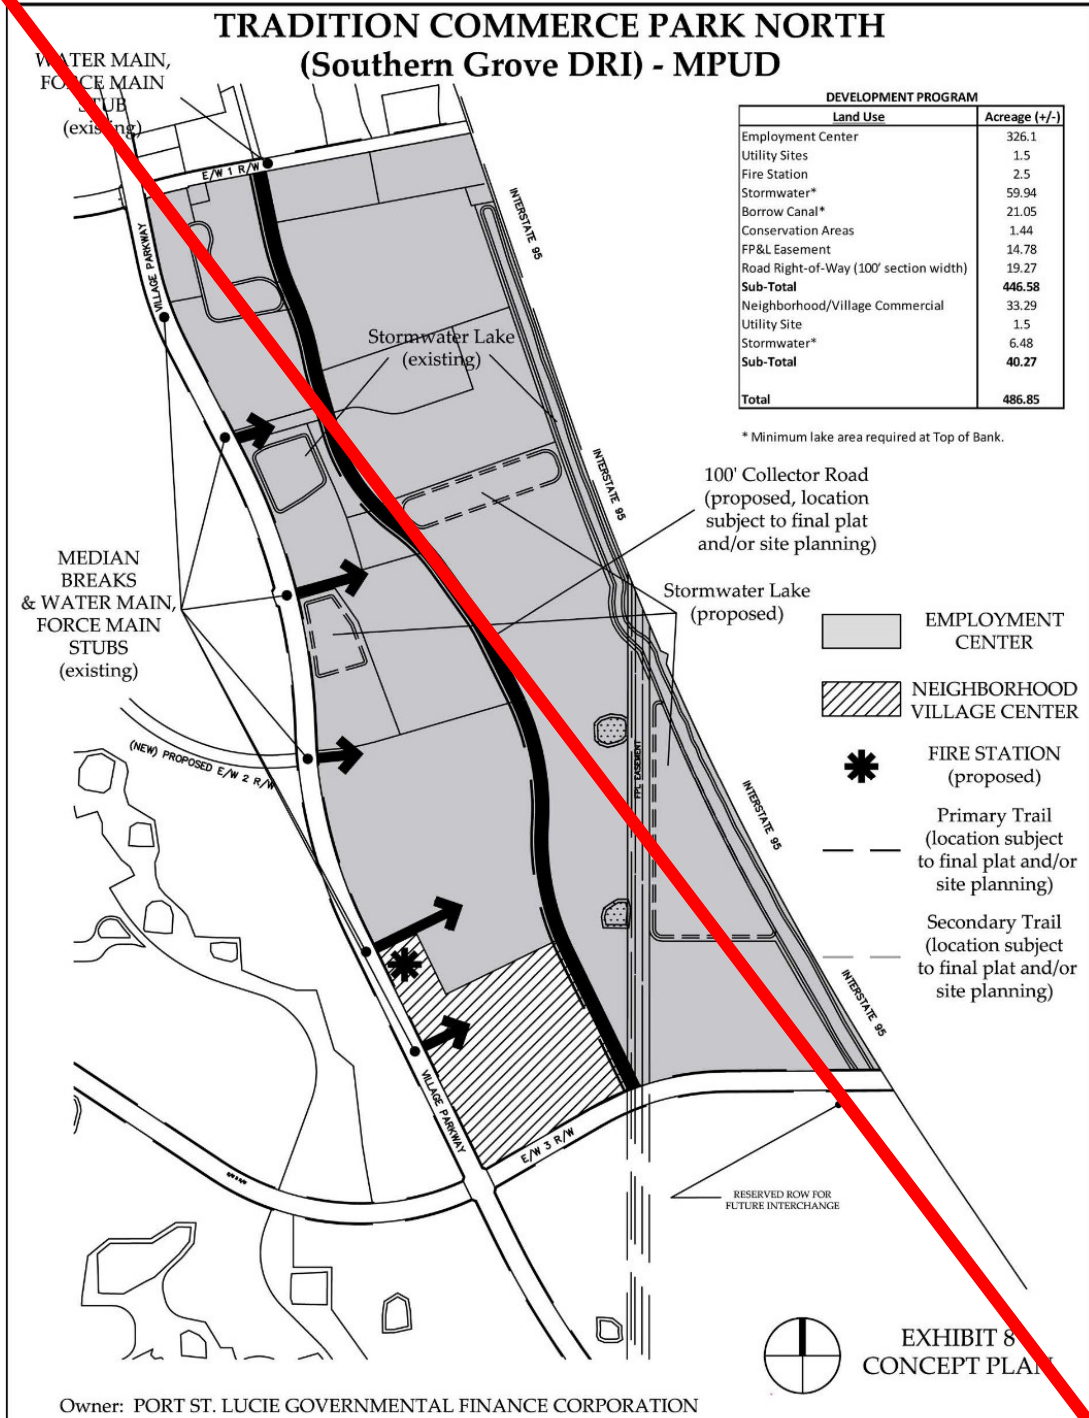 TRADITION COMMERCE PARK NORTH
(Southern Grove DRI) - MPUD
WATER MAIN,
FORCE MAIN
STUB
(existing)
DEVELOPMENT PROGRAM
Land Use Acreage (+/-)
Employment Center 326.1
Utility Sites 1.5
Fire Station 2.5
Stormwater* 59.94
Borrow Canal* 21.05
Conservation Areas 1.44
FP&L Easement 14.78
Road Right-of-Way (100' section width) 19.27
Sub-Total 446.58
Neighborhood/Village Commercial 33.29
Utility Site 1.5
Stormwater* 6.48
Sub-Total 40.27
Total 486.85
* Minimum lake area required at Top of Bank.
E/W 1 R/W
INTERSTATE 95
VILLAGE PARKWAY
Stormwater Lake
(existing)
INTERSTATE 95
100' Collector Road
(proposed, location
subject to final plat
and/or site planning)
MEDIAN
BREAKS
& WATER MAIN,
FORCE MAIN
STUBS
(existing)
Stormwater Lake
(proposed)
EMPLOYMENT
CENTER
NEIGHBORHOOD
VILLAGE CENTER
(NEW) PROPOSED E/W 2 R/W
FPL EASEMENT
INTERSTATE 95
FIRE STATION
(proposed)
Primary Trail
(location subject
to final plat and/or
site planning)
Secondary Trail
(location subject
to final plat and/or
site planning)
INTERSTATE 95
VILLAGE PARKWAY
E/W 3 R/W
RESERVED ROW FOR
FUTURE INTERCHANGE
EXHIBIT 8
CONCEPT PLAN
Owner: PORT ST. LUCIE GOVERNMENTAL FINANCE CORPORATION